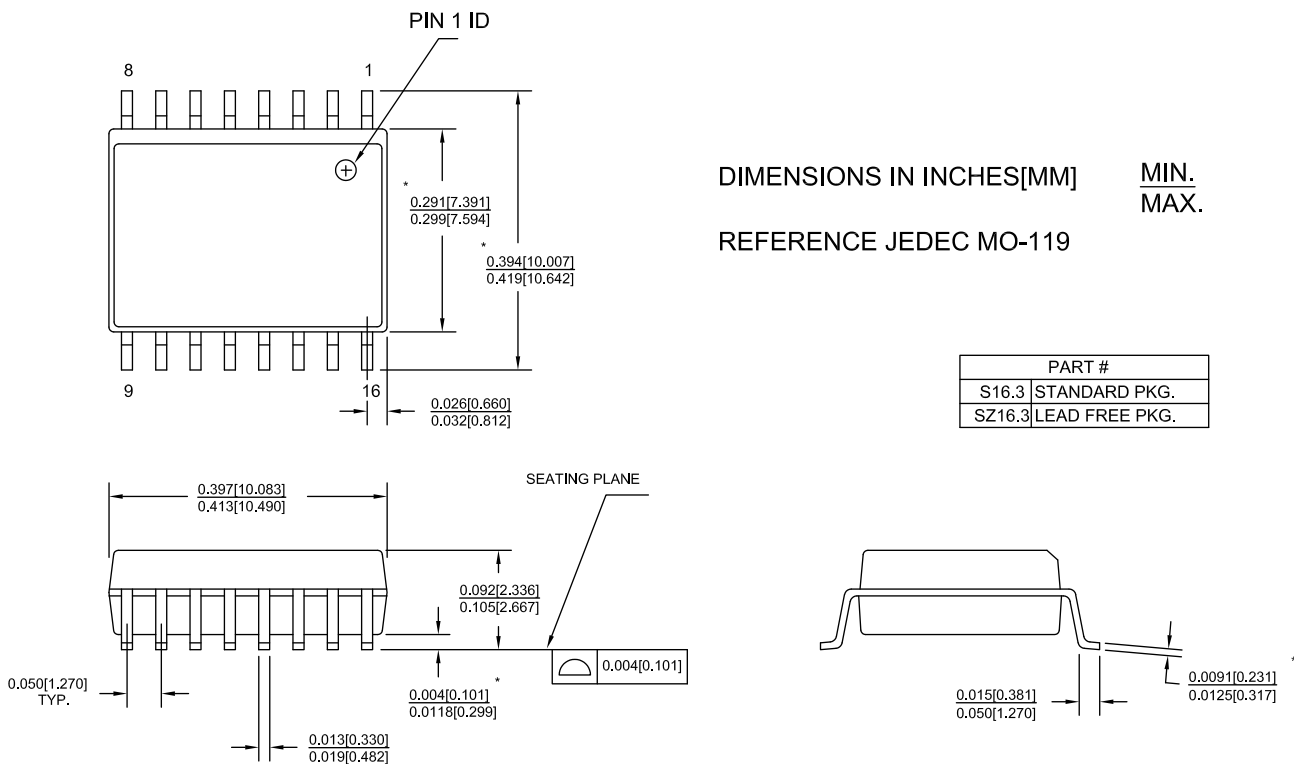 PIN 1 ID
8
1
*
0.291[7.391]
0.299[7.594]
*
0.394[10.007]
0.419[10.642]
9
16
0.026[0.660]
0.032[0.812]
DIMENSIONS IN INCHES[MM]
MIN.
MAX.
REFERENCE JEDEC MO-119
PART #
S16.3 STANDARD PKG.
SZ16.3 LEAD FREE PKG.
0.397[10.083]
0.413[10.490]
SEATING PLANE
0.092[2.336]
0.105[2.667]
0.004[0.101]
0.050[1.270]
TYP.
*
0.004[0.101]
0.0118[0.299]
0.013[0.330]
0.019[0.482]
0.015[0.381]
0.050[1.270]
*
0.0091[0.231]
0.0125[0.317]